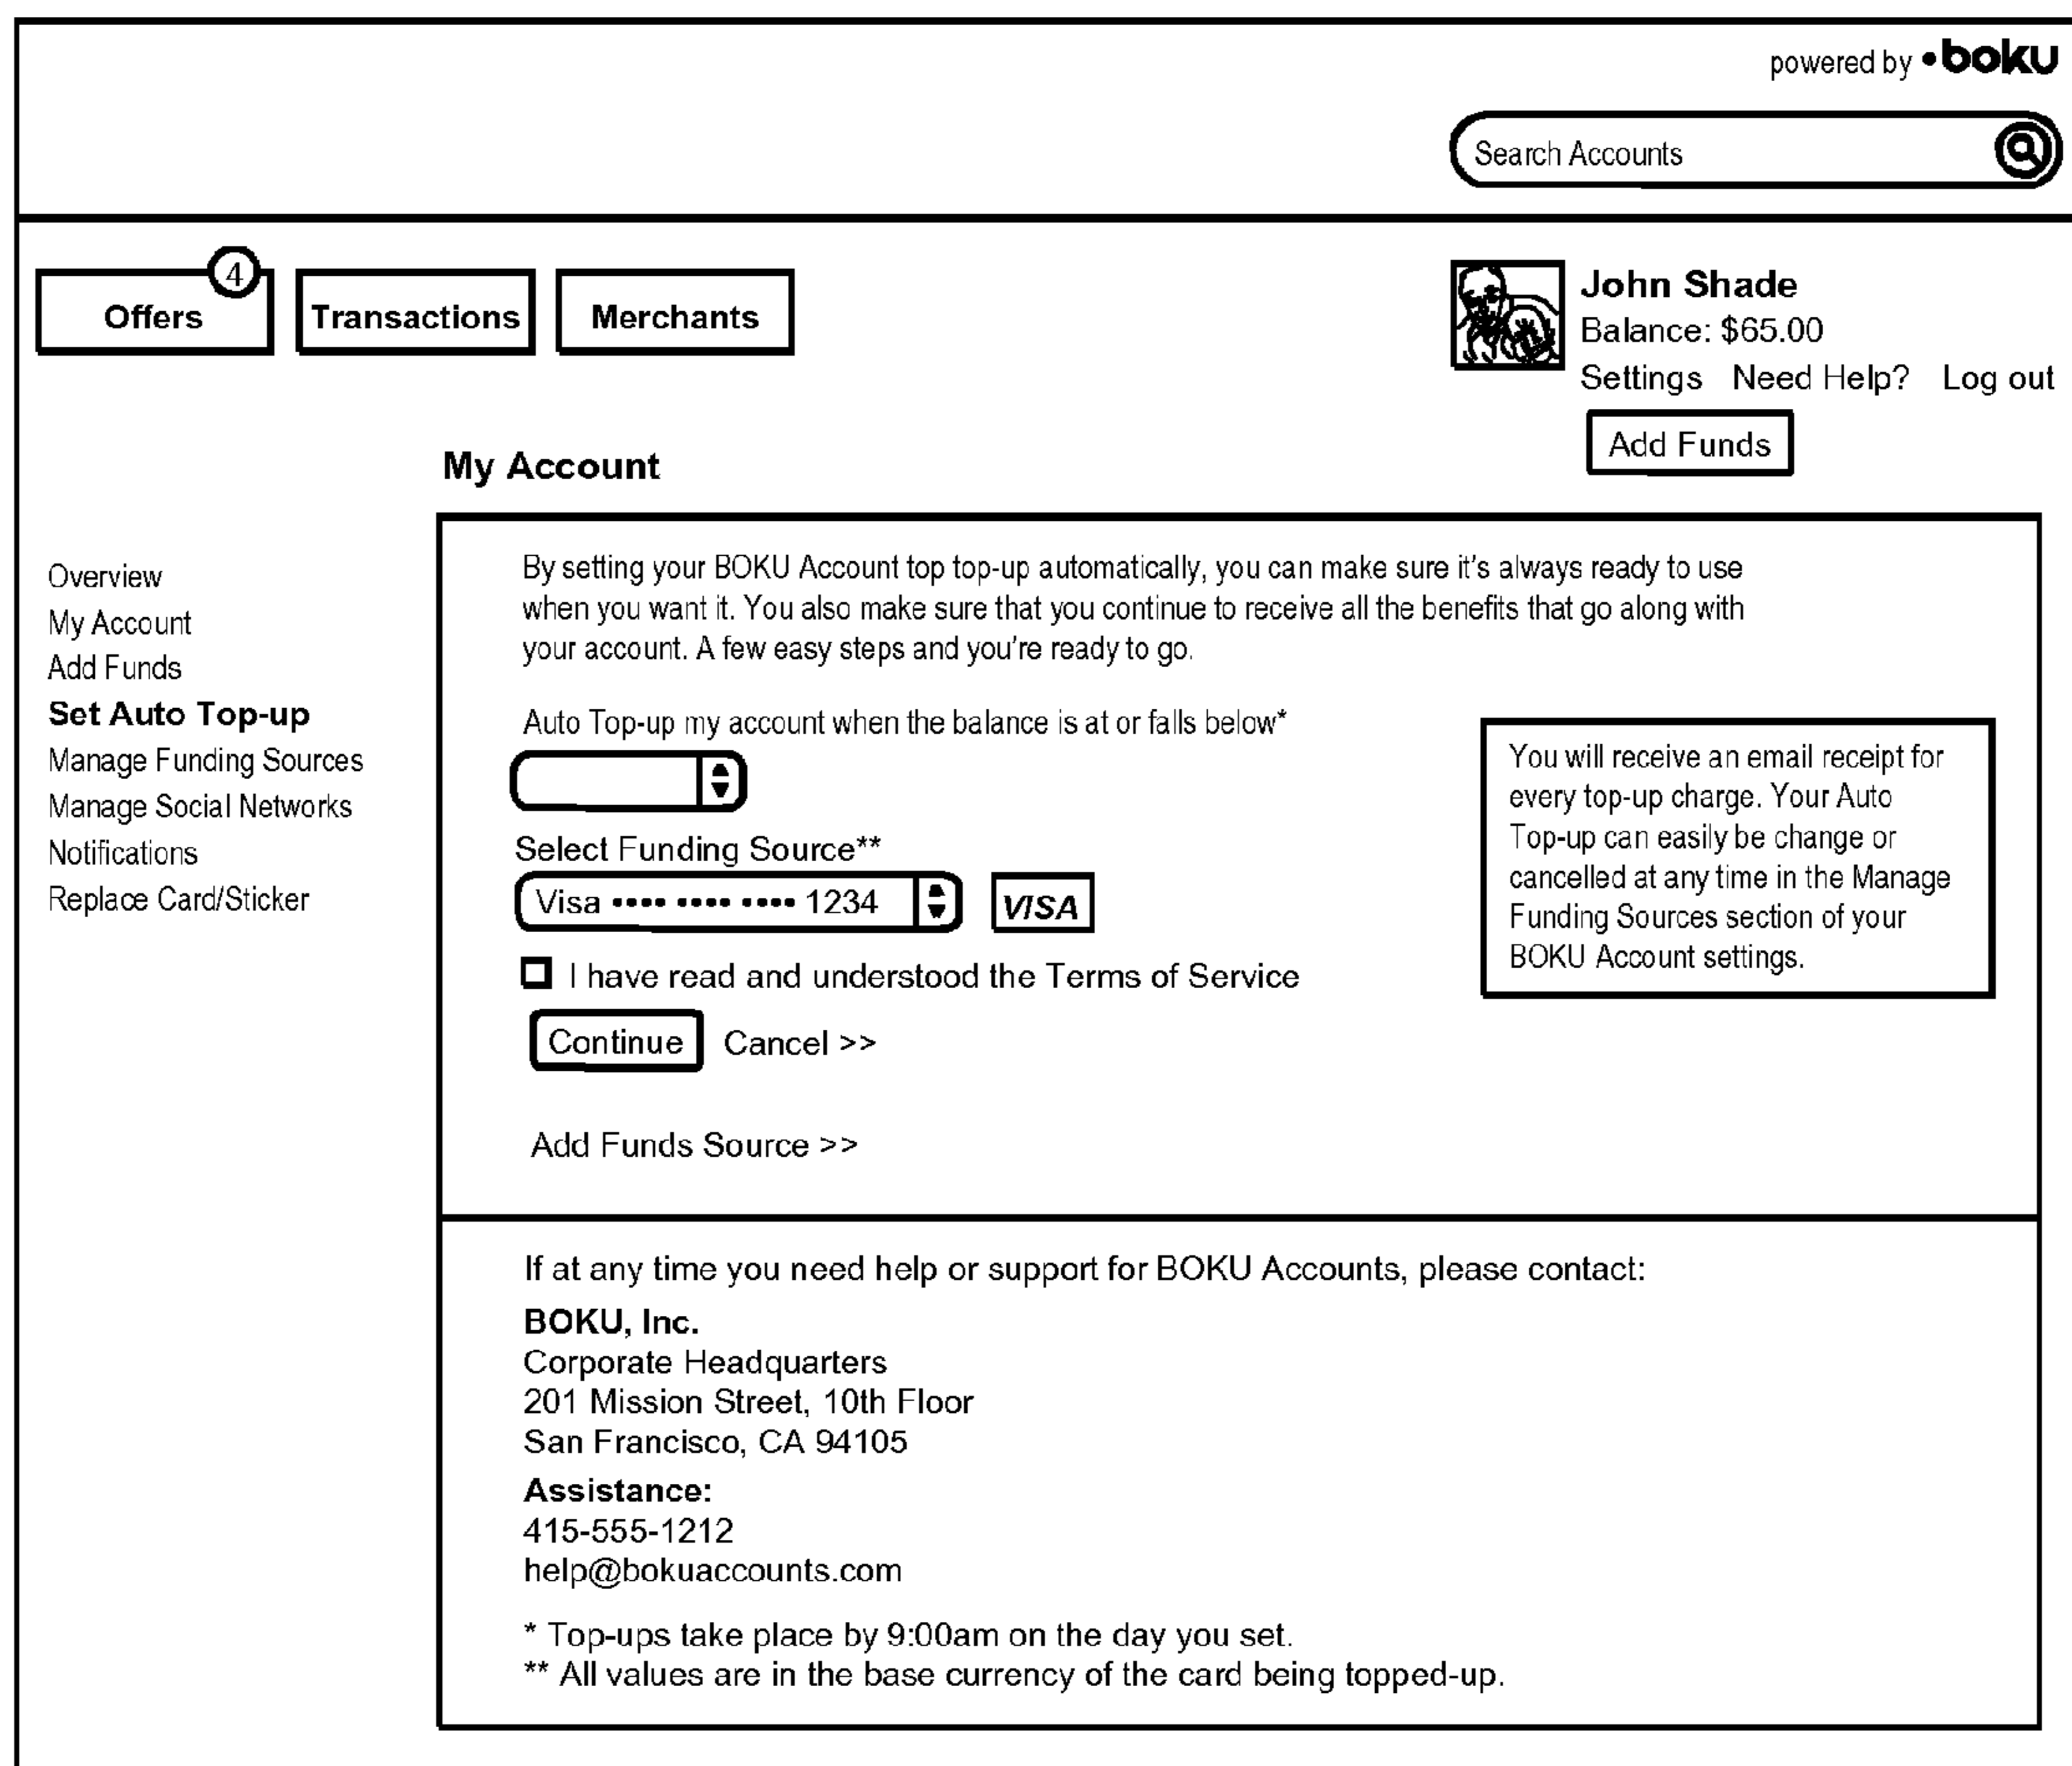 powered by •boku
Search Accounts
4
Offers
Transactions
Merchants
John Shade
Balance: $65.00
Settings Need Help? Log out
Add Funds
My Account
Overview
My Account
Add Funds
Set Auto Top-up
Manage Funding Sources
Manage Social Networks
Notifications
Replace Card/Sticker
By setting your BOKU Account top top-up automatically, you can make sure it's always ready to use
when you want it. You also make sure that you continue to receive all the benefits that go along with
your account. A few easy steps and you're ready to go.
Auto Top-up my account when the balance is at or falls below*
Select Funding Source**
Visa •••• •••• •••• 1234
VISA
I have read and understood the Terms of Service
Continue Cancel >>
Add Funds Source >>
You will receive an email receipt for
every top-up charge. Your Auto
Top-up can easily be change or
cancelled at any time in the Manage
Funding Sources section of your
BOKU Account settings.
If at any time you need help or support for BOKU Accounts, please contact:
BOKU, Inc.
Corporate Headquarters
201 Mission Street, 10th Floor
San Francisco, CA 94105
Assistance:
415-555-1212
help@bokuaccounts.com
* Top-ups take place by 9:00am on the day you set.
** All values are in the base currency of the card being topped-up.